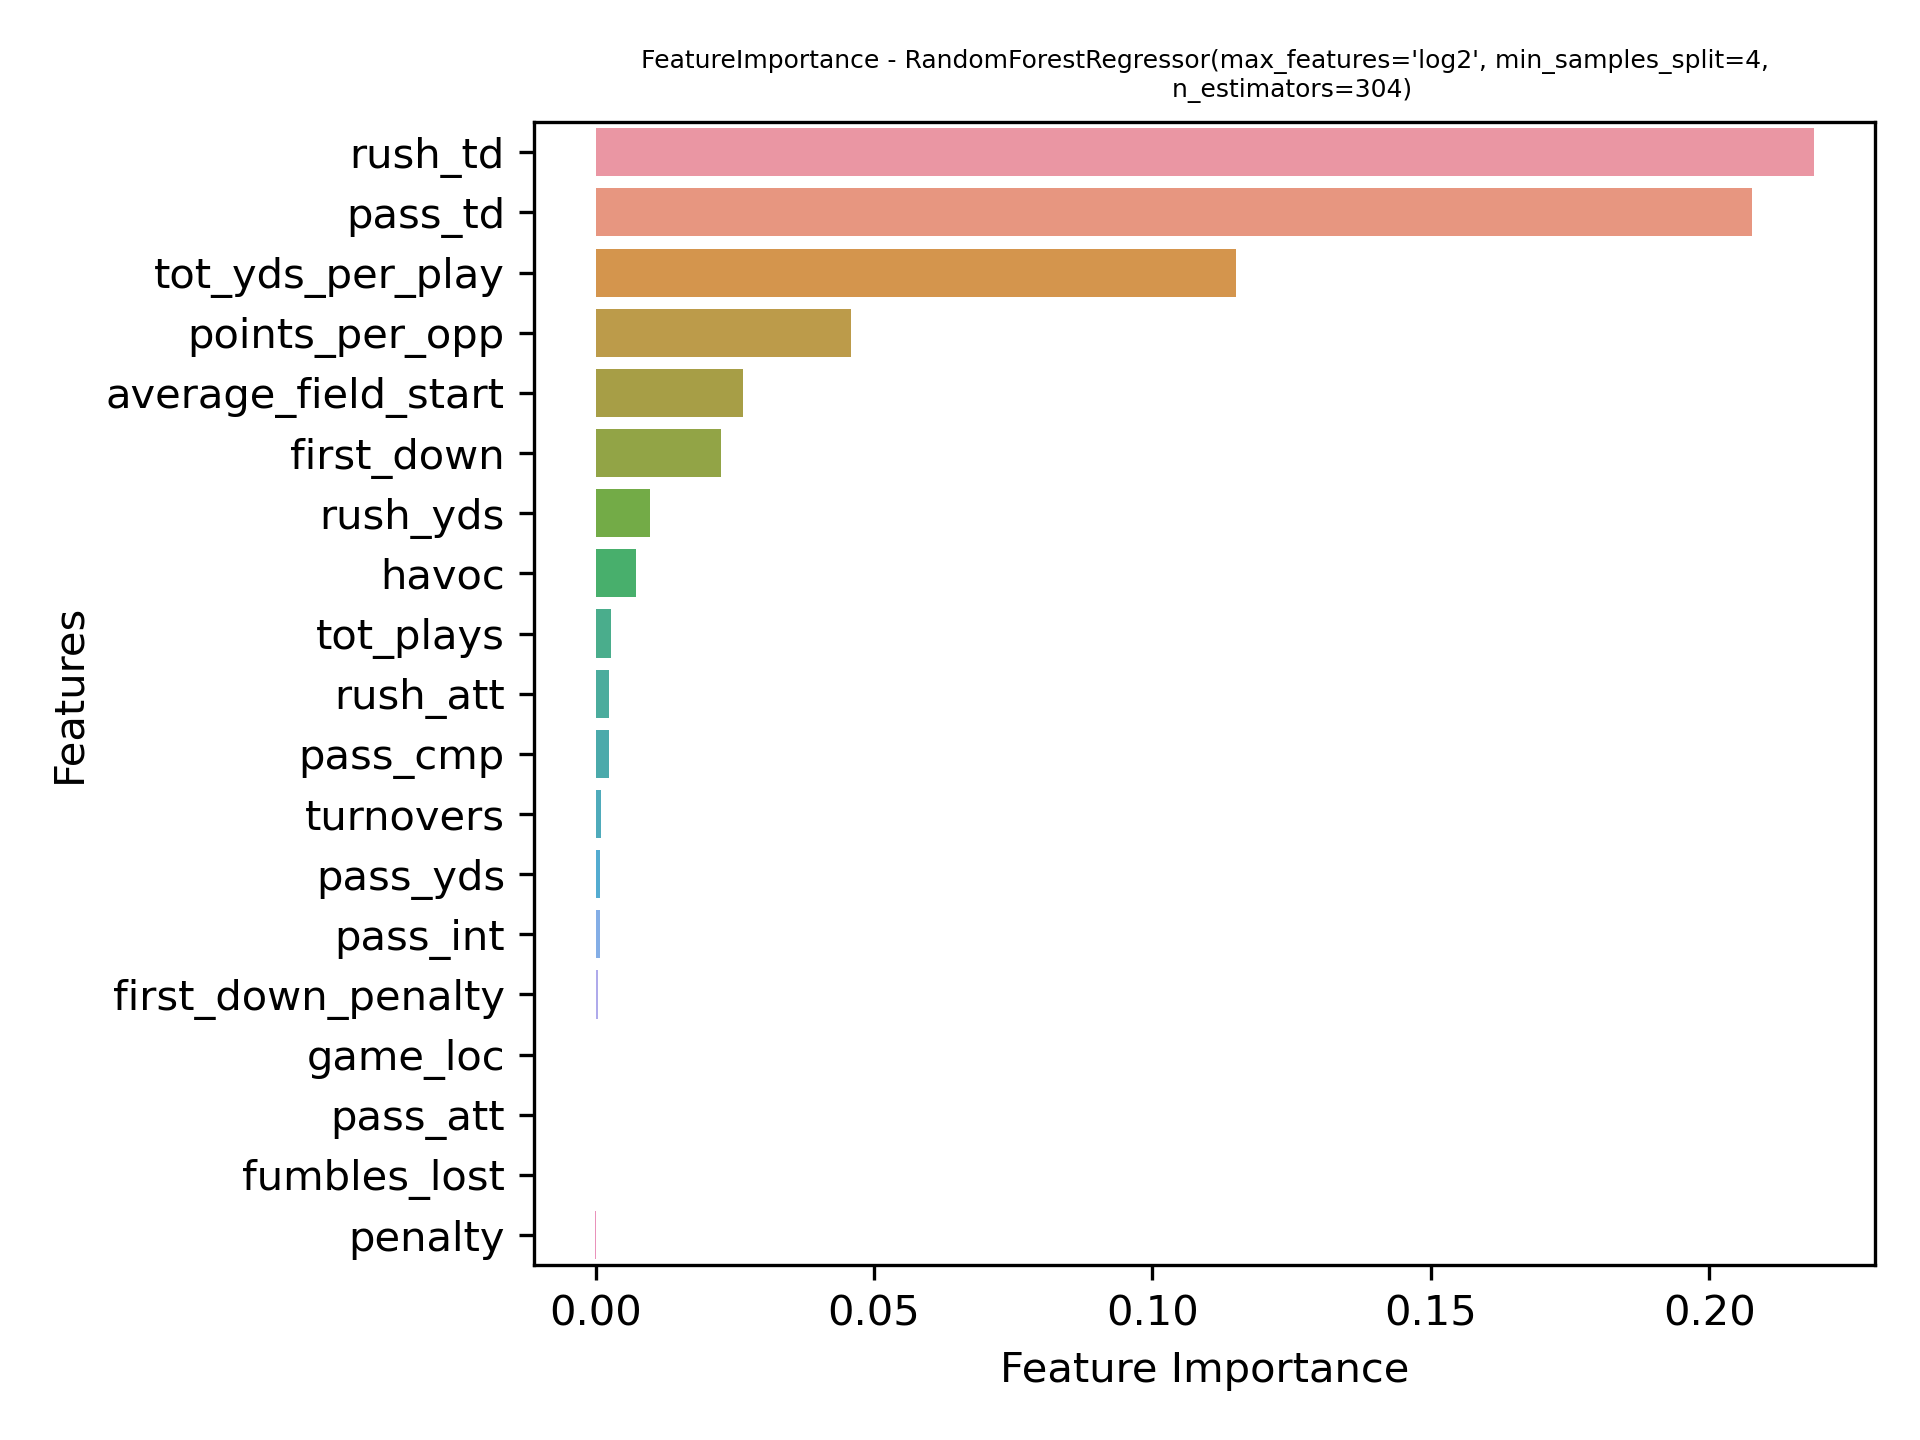 FeatureImportance - RandomForestRegressor(max_features='log2', min_samples_split=4,
n_estimators=304)
rush_td
pass_td
tot_yds_per_play
points_per_opp
average_field_start
first_down
rush_yds
havoc
tot_plays
rush_att
pass_cmp
turnovers
pass_yds
pass_int
first_down_penalty
game_loc
pass_att
fumbles_lost
penalty
Features
0.00 0.05 0.10 0.15 0.20
Feature Importance